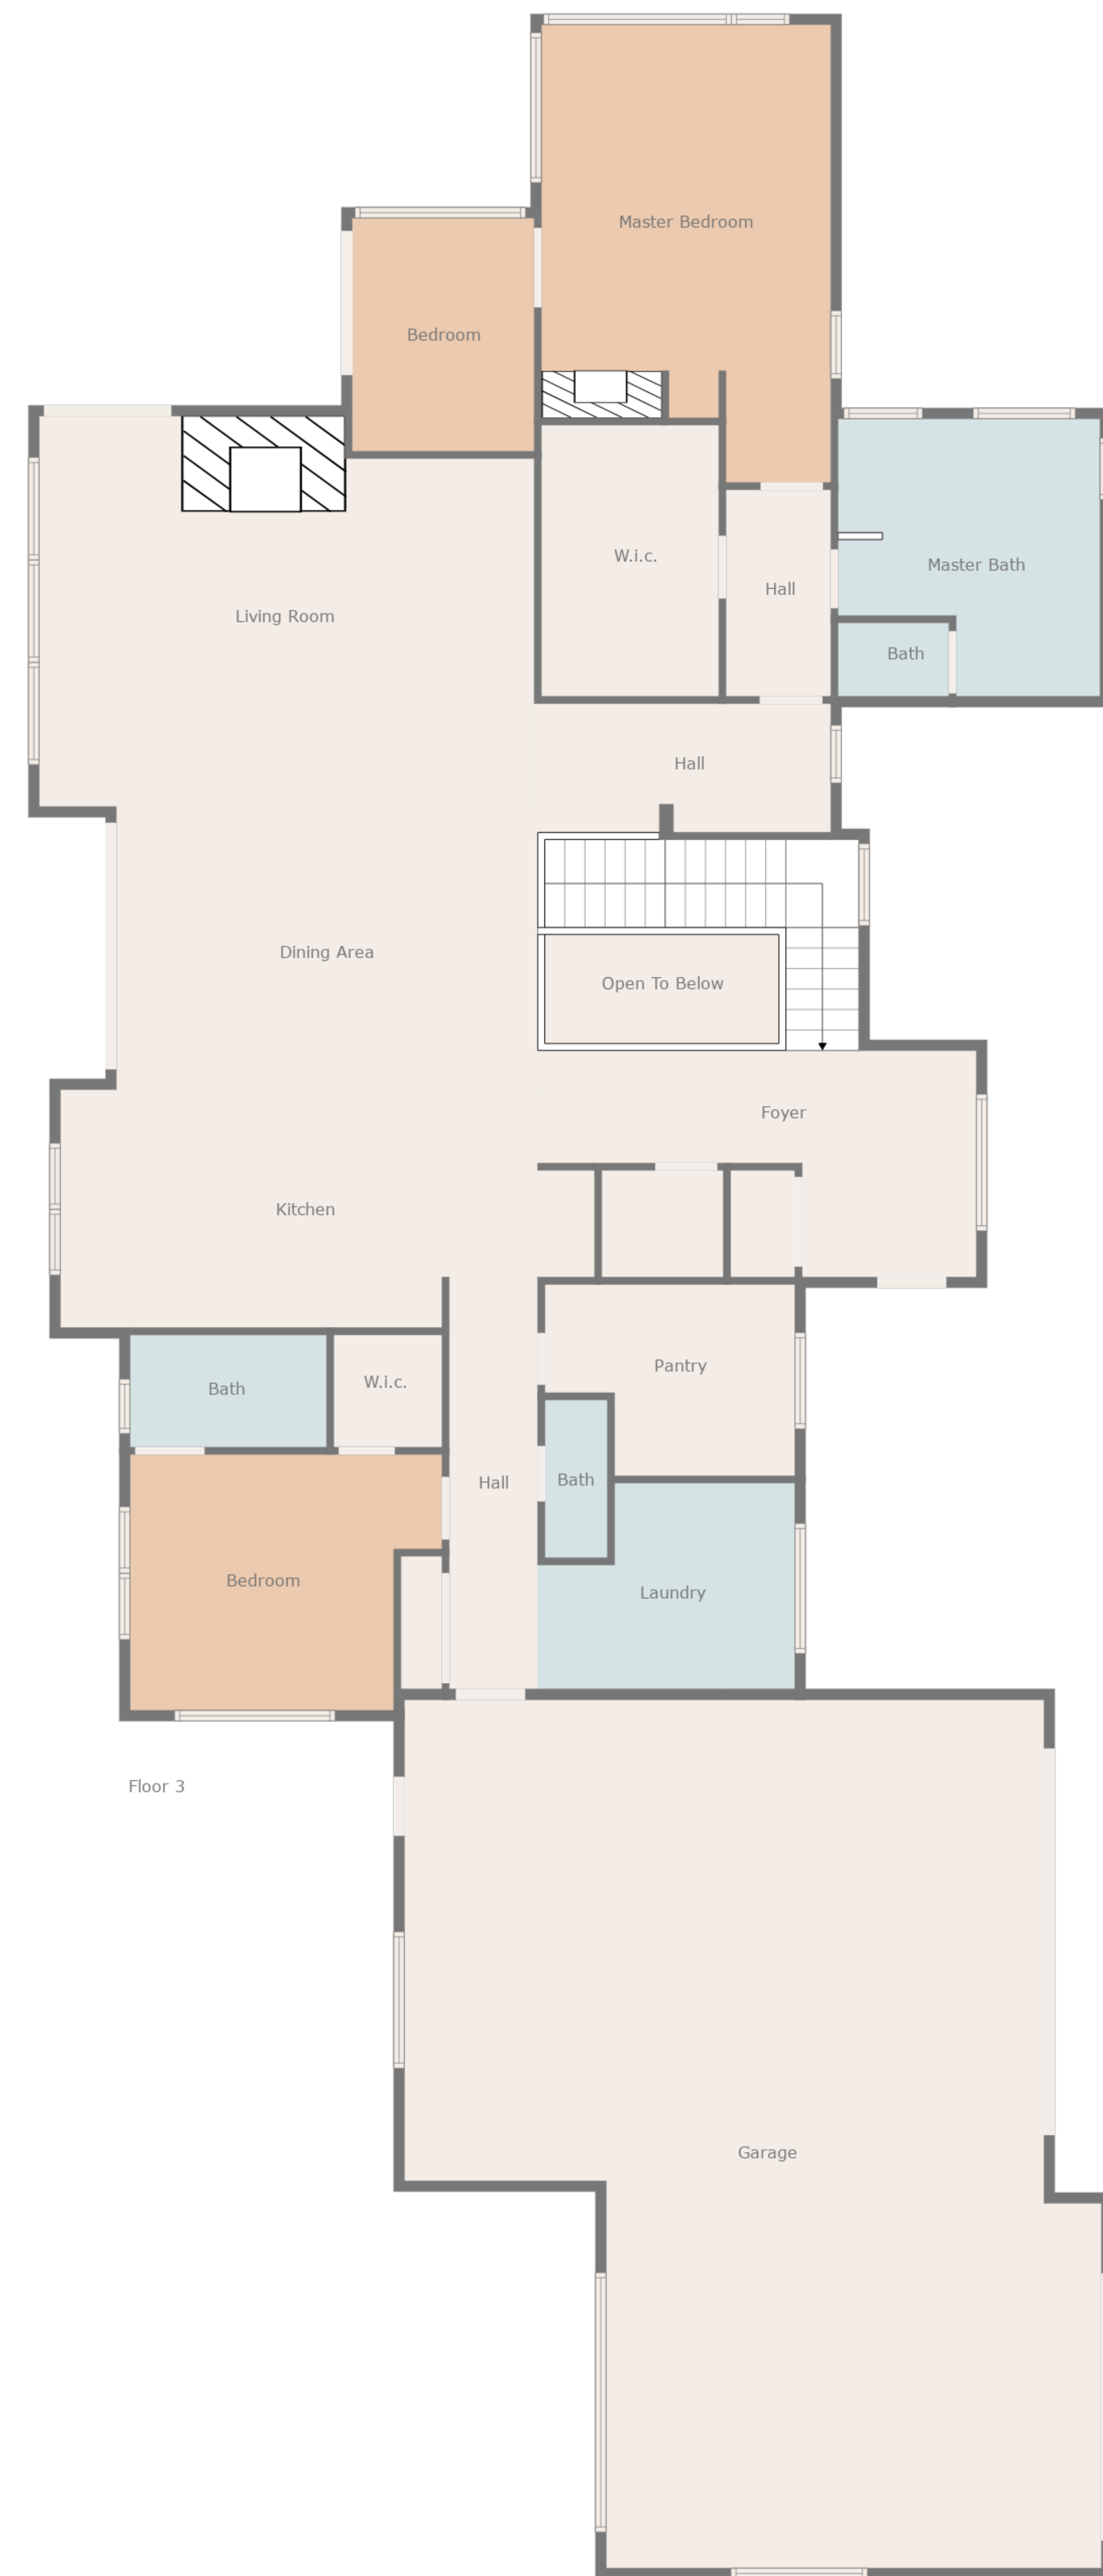 Master Bedroom
Bedroom
W.i.c.
Master Bath
Hall
Living Room
Bath
Hall
Dining Area
Open To Below
Foyer
Kitchen
Pantry
W.i.c.
Bath
Bath
Hall
Bedroom
Laundry
Floor 3
Garage